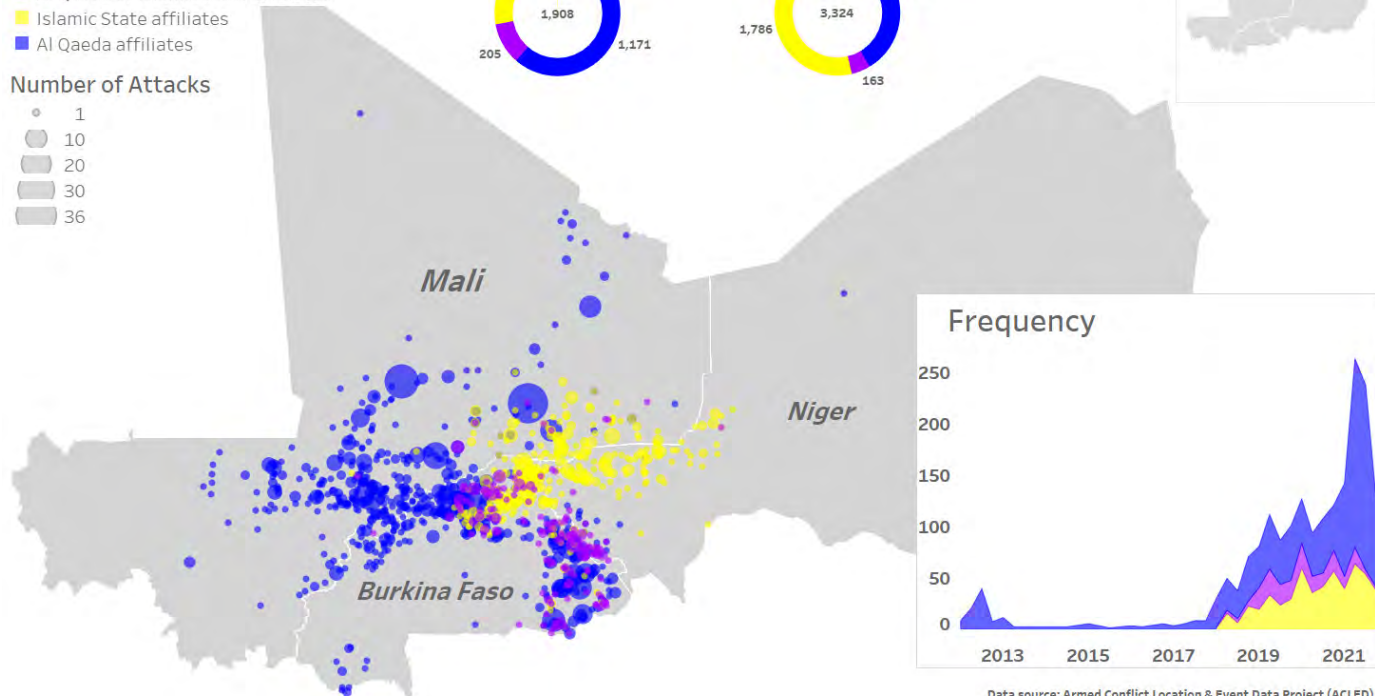 Islamic State affiliates
Al Qaeda affiliates
Number of Attacks
1
10
20
30
36
1,908
205
1,171
3,324
1,786
163
Mali
Niger
Burkina Faso
Frequency
250
200
150
100
50
0
2013
2015
2017
2019
2021
Data source: Armed Conflict Location & Event Data Project (ACLED)